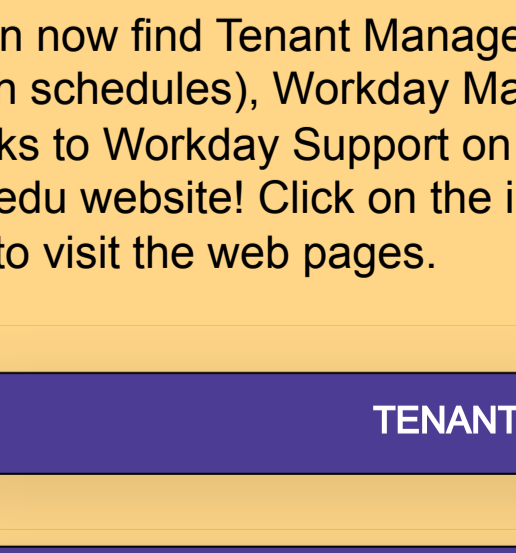 n now find Tenant Manage
n schedules), Workday Ma
ks to Workday Support on
edu website! Click on the i
to visit the web pages.
TENANT